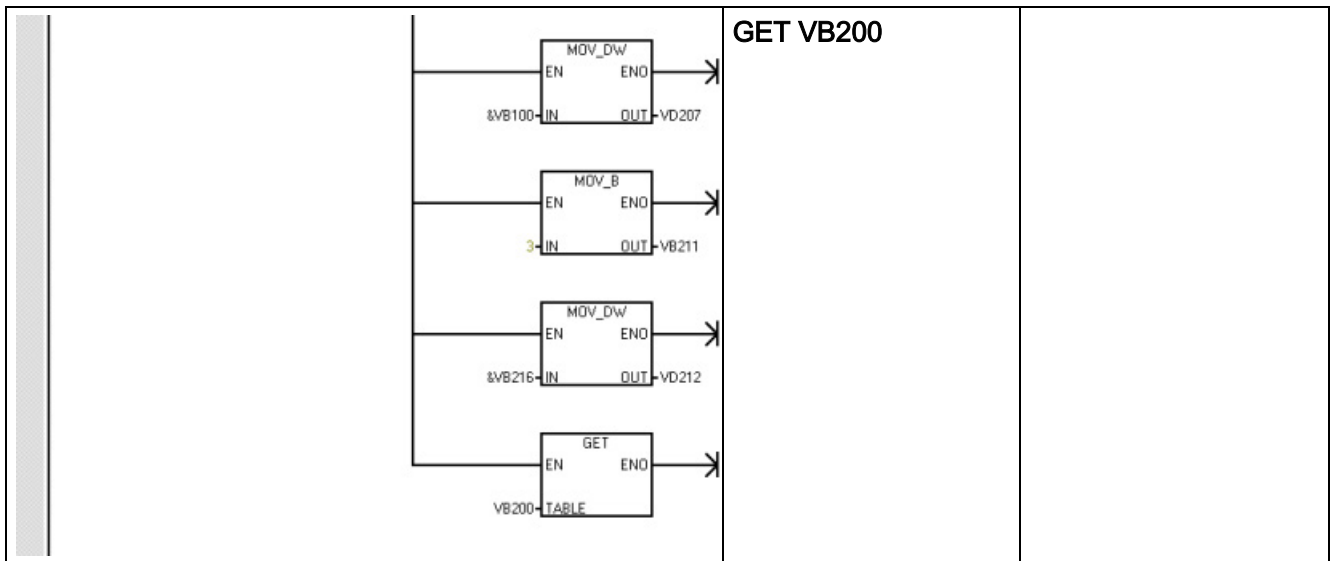 GET VB200
MOV_DW
EN ENO
&VB100 IN OUT VD207
MOV_B
EN ENO
3 IN OUT VB211
MOV_DW
EN ENO
&VB216 IN OUT VD212
GET
EN ENO
VB200 TABLE